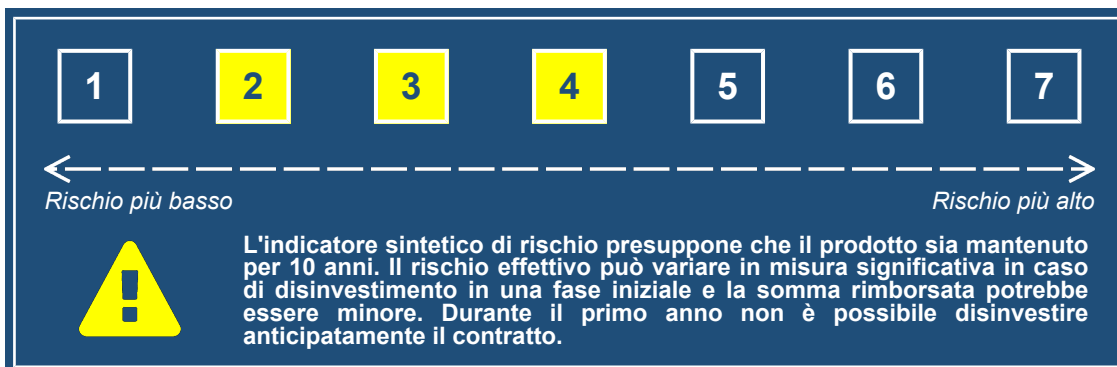 1 2 3 4 5 6 7
Rischio più basso Rischio più alto
L'indicatore sintetico di rischio presuppone che il prodotto sia mantenuto
per 10 anni. Il rischio effettivo può variare in misura significativa in caso
di disinvestimento in una fase iniziale e la somma rimborsata potrebbe
essere minore. Durante il primo anno non è possibile disinvestire
anticipatamente il contratto.